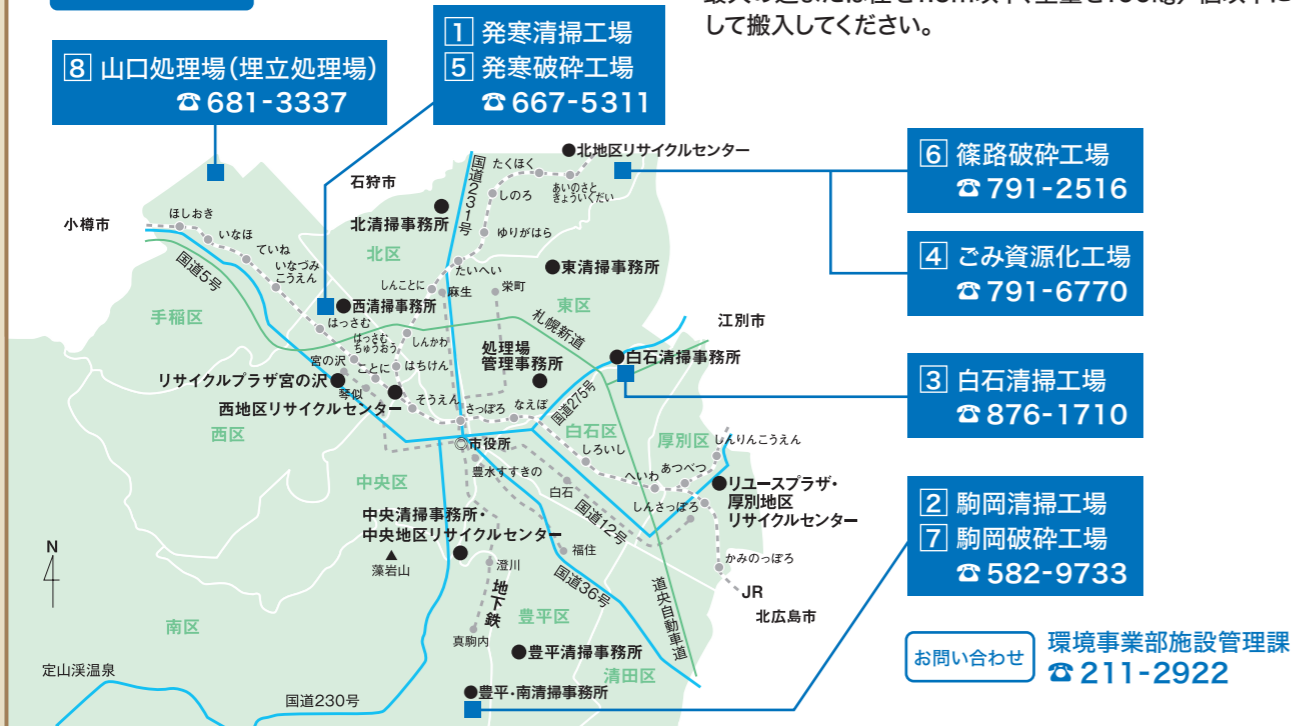 して搬入してください。
8 山口処理場(埋立処理場)
☎681-3337
1 発寒清掃工場
5 発寒破砕工場
☎667-5311
6 篠路破砕工場
☎791-2516
4 ごみ資源化工場
☎791-6770
3 白石清掃工場
☎876-1710
2 駒岡清掃工場
7 駒岡破砕工場
☎582-9733
お問い合わせ
環境事業部施設管理課
☎211-2922
●北地区リサイクルセンター
国道231号
たくほく
あいのさと
きょういくだい
しのろ
石狩市
北清掃事務所
ゆりがはら
小樽市
ほしおき
いなほ
ていね
いなづみ
こうえん
国道5号
北区
たいへい
●東清掃事務所
しんことに
麻生
栄町
東区
●西清掃事務所
手稲区
はっさむ
はっさむ
ちゅうおう
しんかわ
札幌新道
江別市
宮の沢
ことに
はちけん
処理場
管理事務所
●白石清掃事務所
リサイクルプラザ宮の沢
琴似
西地区リサイクルセンター
そうえん
さっぽろ
なえぼ
国道275号
西区
◎市役所
白石区
しろいし
厚別区
しんりんこうえん
中央区
豊水すすきの
白石
へいわ
あつべつ
しんさっぽろ
●リユースプラザ・
厚別地区
リサイクルセンター
国道12号
中央清掃事務所・
中央地区リサイクルセンター
N
▲
藻岩山
澄川
福住
国道36号
かみのっぽろ
地下鉄
道央自動車道
JR
北広島市
豊平区
南区
真駒内
●豊平清掃事務所
清田区
定山渓温泉
国道230号
●豊平・南清掃事務所